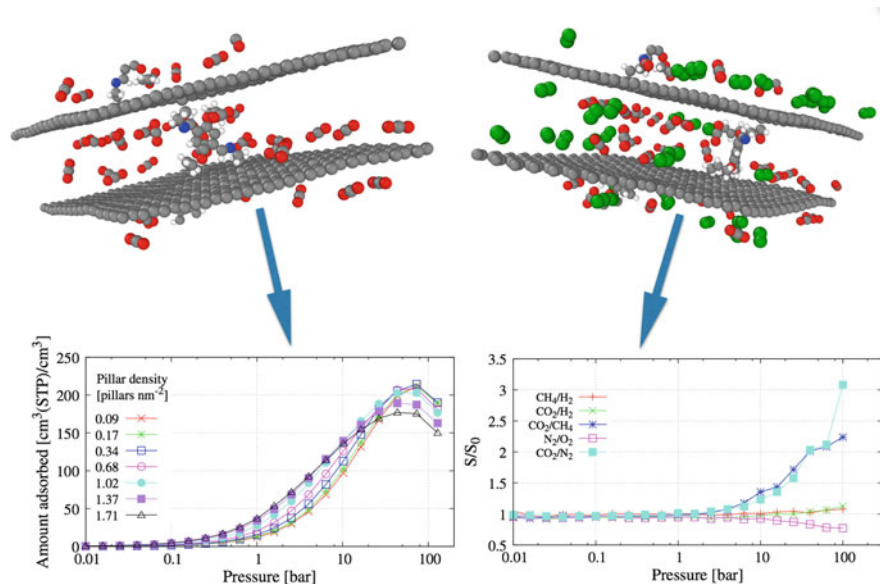 250
200
150
100
50
0
Amount adsorbed [cm³(STP)/cm³]
Pillar density
[pillars nm⁻²]
0.09
0.17
0.34
0.68
1.02
1.37
1.71
0.01 0.1 1 10 100
Pressure [bar]
3.5
3
2.5
2
1.5
1
0.5
S/S₀
CH₄/H₂
CO₂/H₂
CO₂/CH₄
N₂/O₂
CO₂/N₂
0.01 0.1 1 10 100
Pressure [bar]